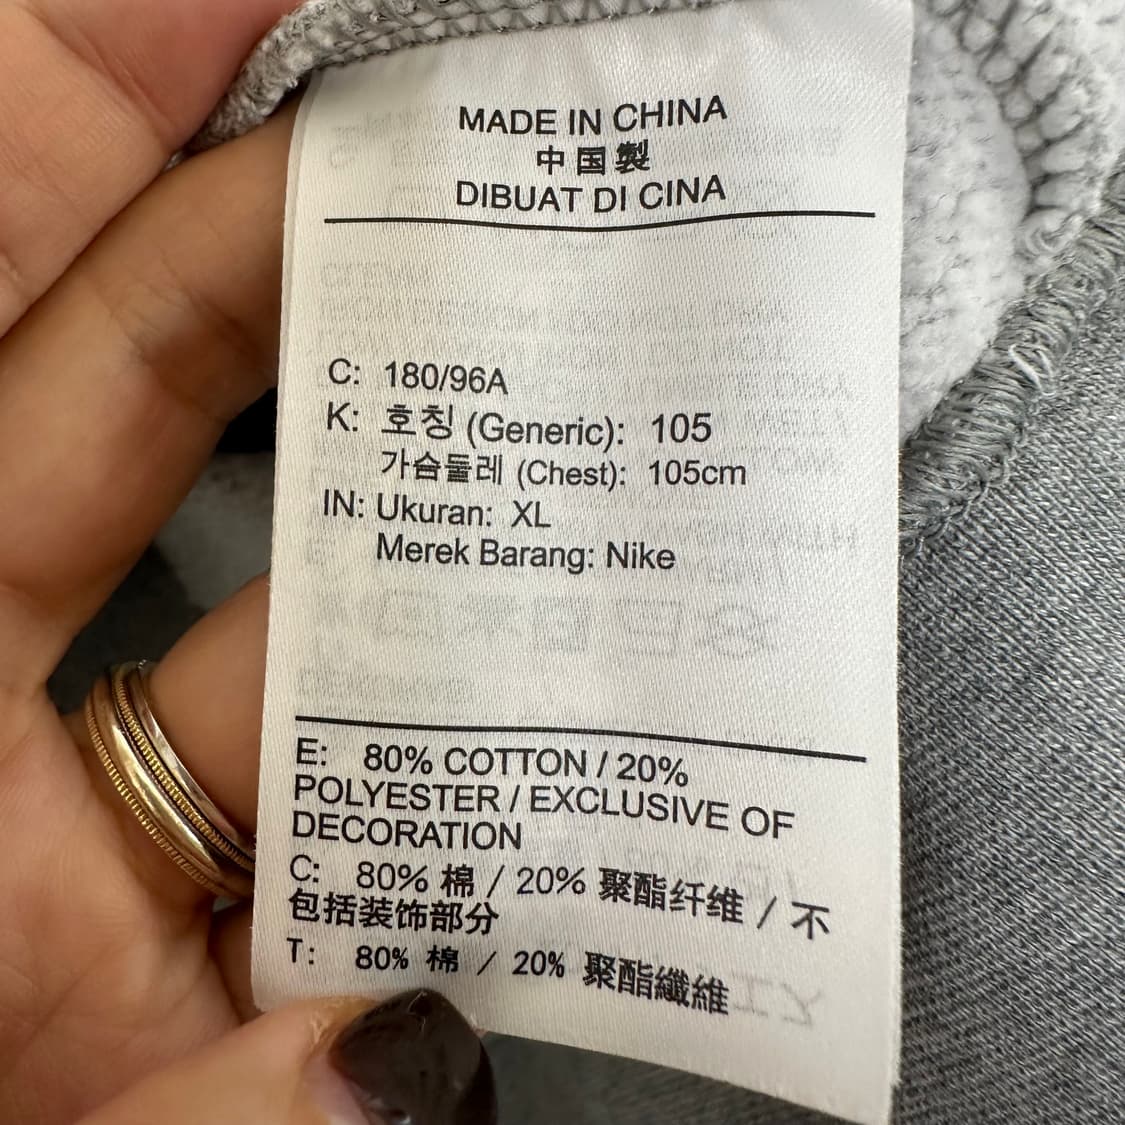 MADE IN CHINA
中国製
DIBUAT DI CINA
C: 180/96A
K: 호칭 (Generic): 105
가슴둘레 (Chest): 105cm
IN: Ukuran: XL
Merek Barang: Nike
E: 80% COTTON / 20%
POLYESTER / EXCLUSIVE OF
DECORATION
C: 80% 棉 / 20% 聚酯纤维 / 不
包括装饰部分
T: 80% 棉 / 20% 聚酯纖維